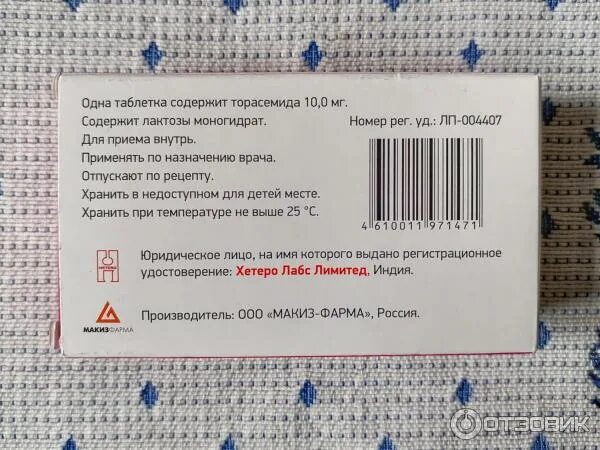 Одна таблетка содержит торасемида 10,0 мг.
Содержит лактозы моногидрат.
Номер рег. уд.: ЛП-004407
Для приема внутрь.
Применять по назначению врача.
Отпускают по рецепту.
Хранить в недоступном для детей месте.
Хранить при температуре не выше 25 °C.
4 610011 971471
HETERO
Юридическое лицо, на имя которого выдано регистрационное
удостоверение: Хетеро Лабс Лимитед, Индия.
МАКИЗФАРМА
Производитель: ООО «МАКИЗ-ФАРМА», Россия.
ОТЗОВИК